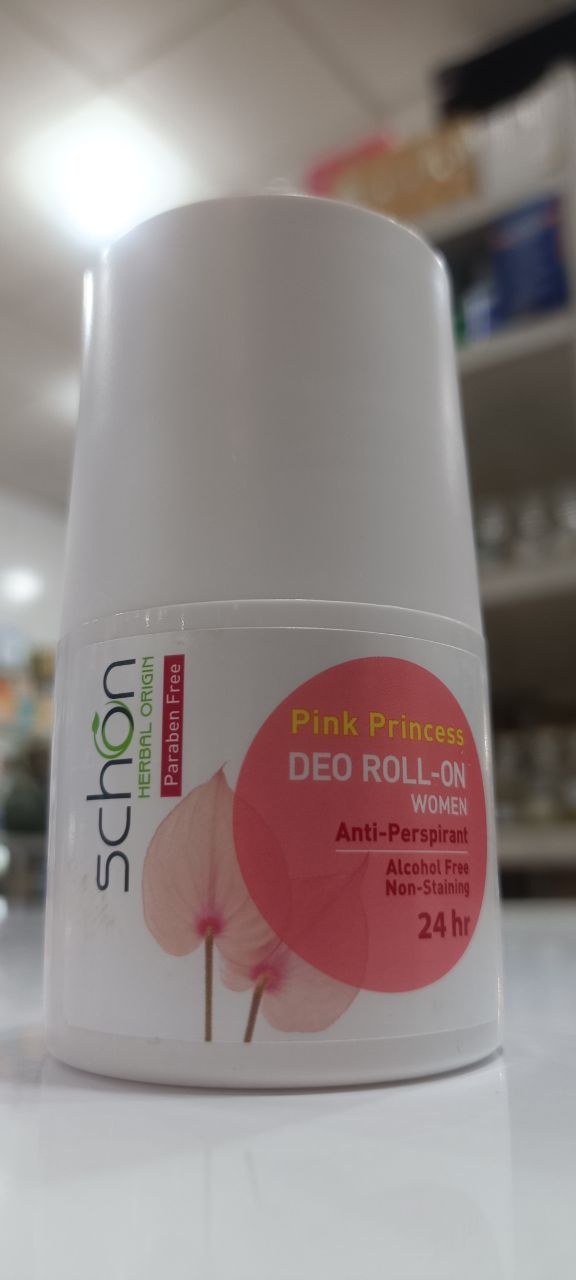 schon
HERBAL ORIGIN
Paraben Free
Pink Princess
DEO ROLL-ON
WOMEN
Anti-Perspirant
Alcohol Free
Non-Staining
24 hr